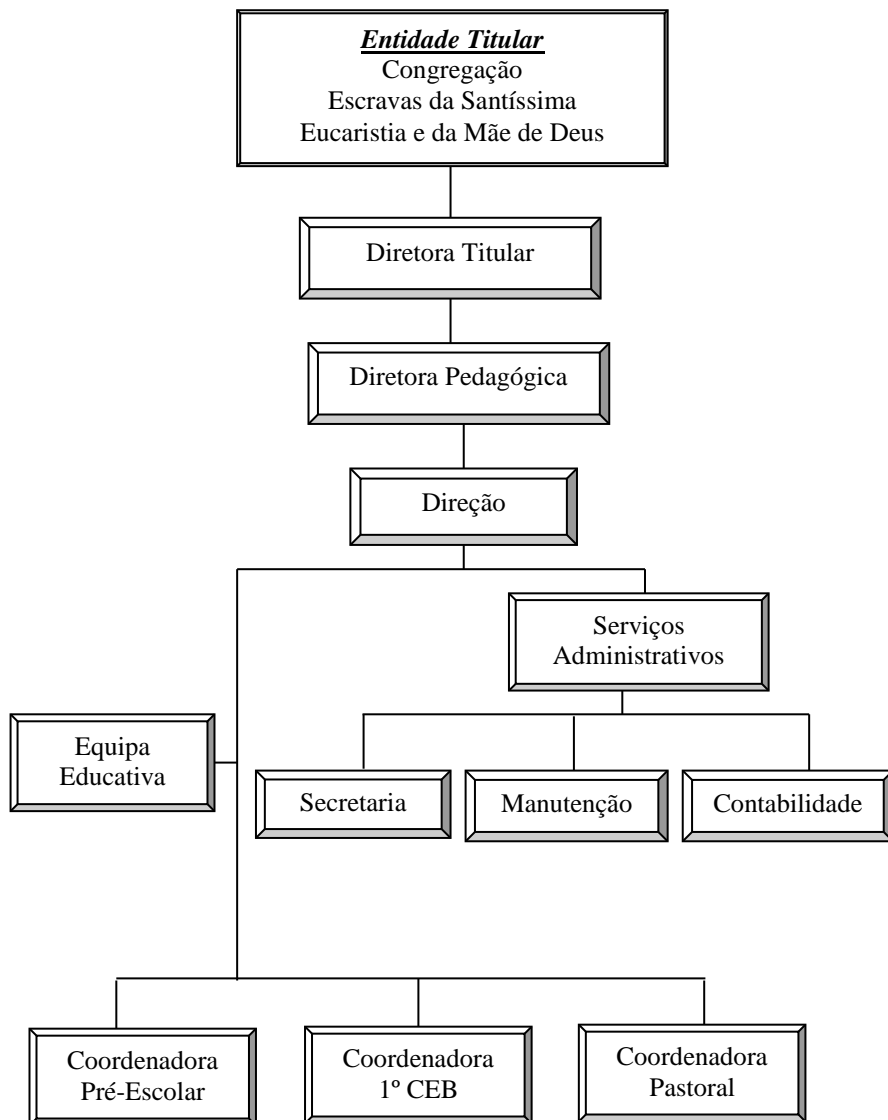 Entidade Titular
Congregação
Escravas da Santíssima
Eucaristia e da Mãe de Deus
Diretora Titular
Diretora Pedagógica
Direção
Serviços
Administrativos
Equipa
Educativa
Secretaria
Manutenção
Contabilidade
Coordenadora
Pré-Escolar
Coordenadora
1º CEB
Coordenadora
Pastoral